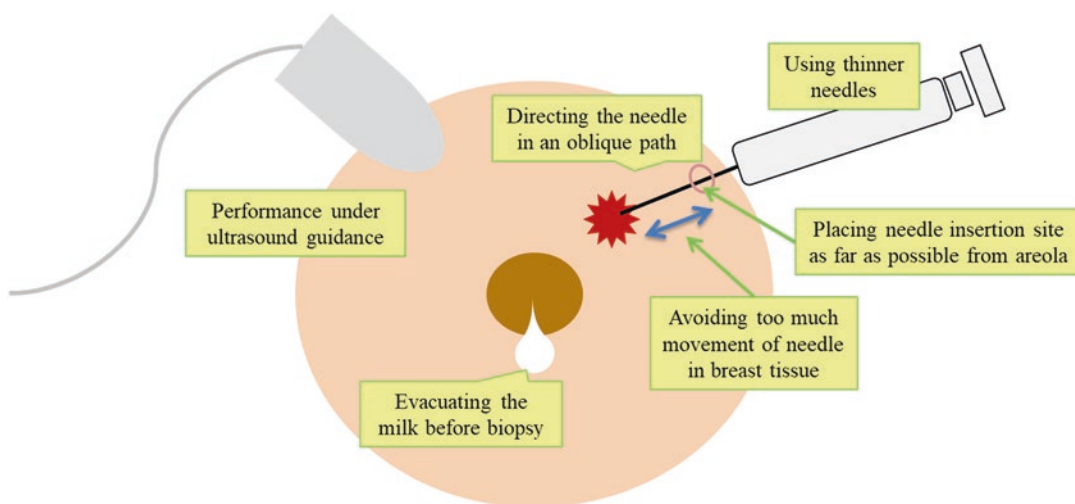 Using thinner
needles
Directing the needle
in an oblique path
Performance under
ultrasound guidance
Placing needle insertion site
as far as possible from areola
Avoiding too much
movement of needle
in breast tissue
Evacuating the
milk before biopsy